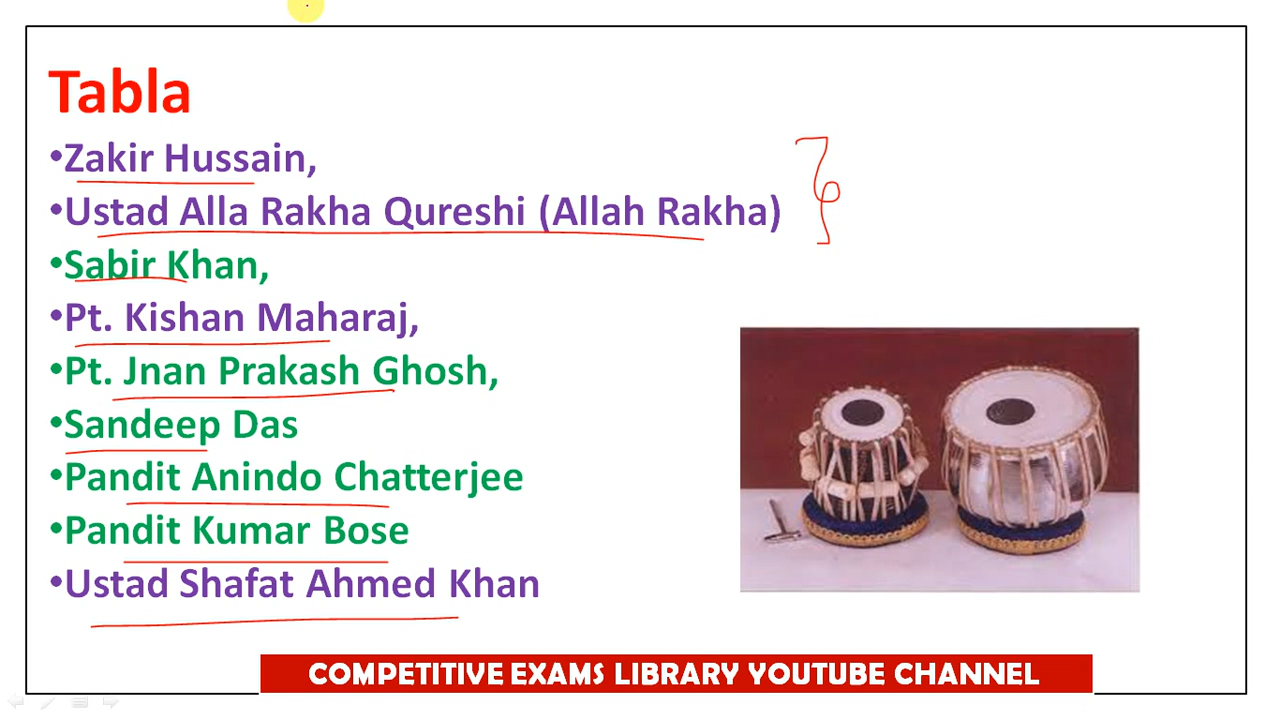 Tabla
•Zakir Hussain,
•Ustad Alla Rakha Qureshi (Allah Rakha)
•Sabir Khan,
•Pt. Kishan Maharaj,
•Pt. Jnan Prakash Ghosh,
•Sandeep Das
•Pandit Anindo Chatterjee
•Pandit Kumar Bose
•Ustad Shafat Ahmed Khan
COMPETITIVE EXAMS LIBRARY YOUTUBE CHANNEL